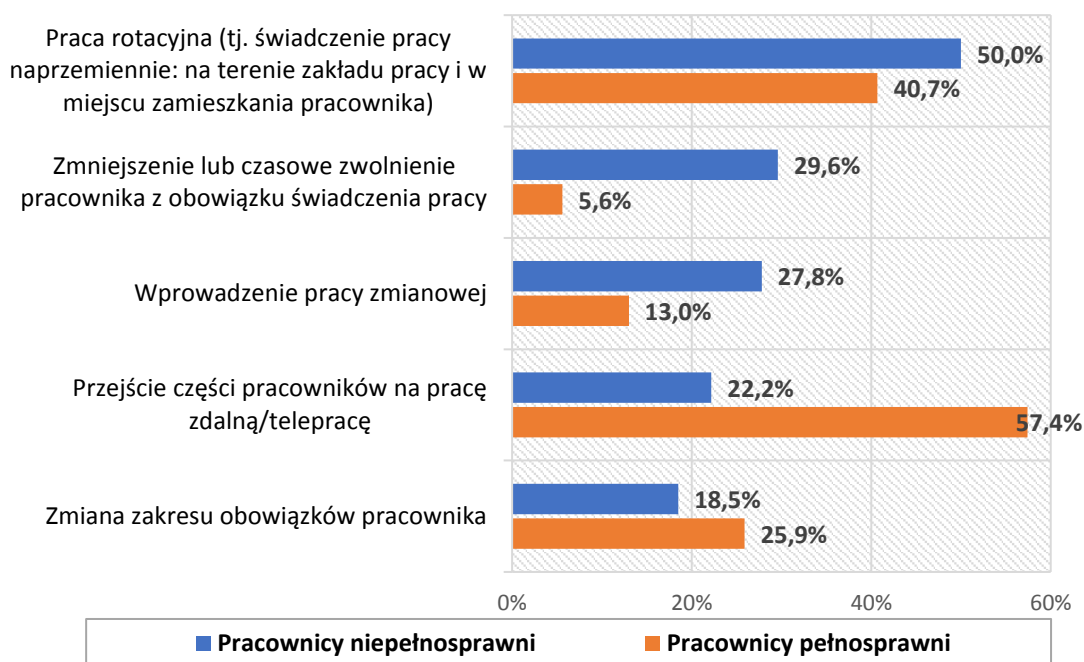 Praca rotacyjna (tj. świadczenie pracy
naprzemiennie: na terenie zakładu pracy i w
miejscu zamieszkania pracownika)
50,0%
40,7%
Zmniejszenie lub czasowe zwolnienie
pracownika z obowiązku świadczenia pracy
29,6%
5,6%
Wprowadzenie pracy zmianowej
27,8%
13,0%
Przejście części pracowników na pracę
zdalną/telepracę
22,2%
57,4%
Zmiana zakresu obowiązków pracownika
18,5%
25,9%
0% 20% 40% 60%
Pracownicy niepełnosprawni Pracownicy pełnosprawni